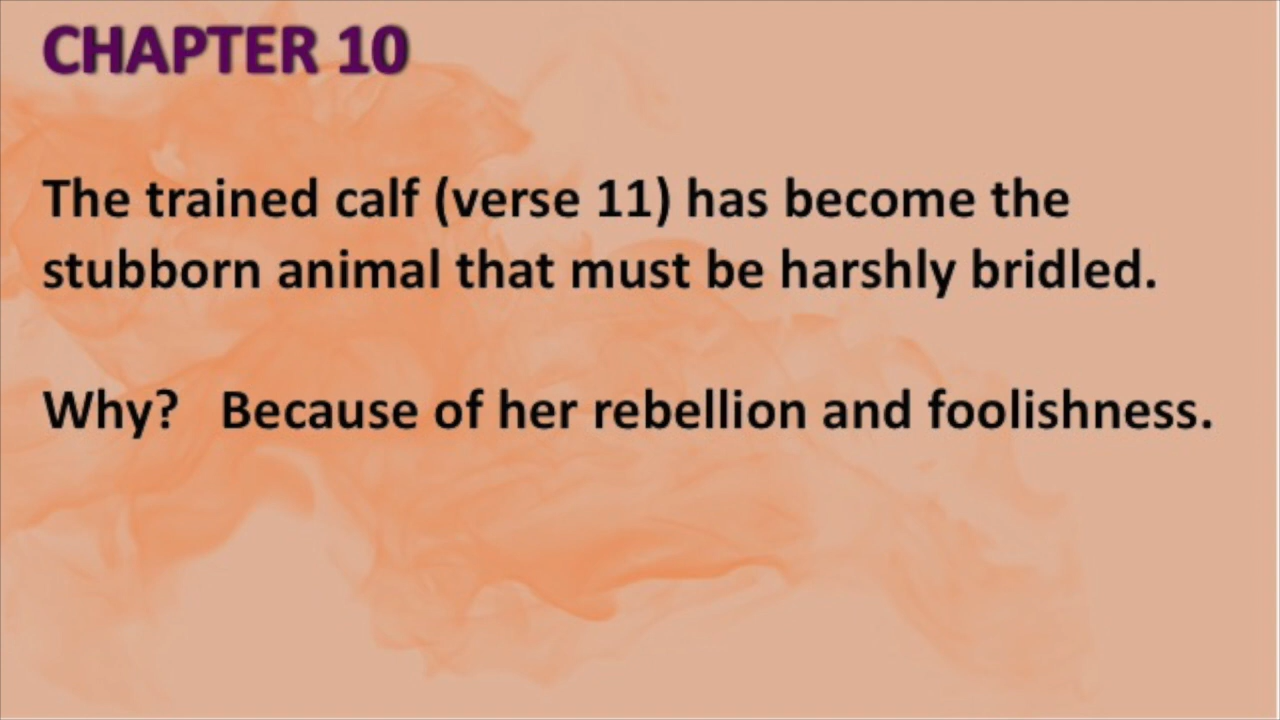 CHAPTER 10
The trained calf (verse 11) has become the
stubborn animal that must be harshly bridled.
Why?   Because of her rebellion and foolishness.